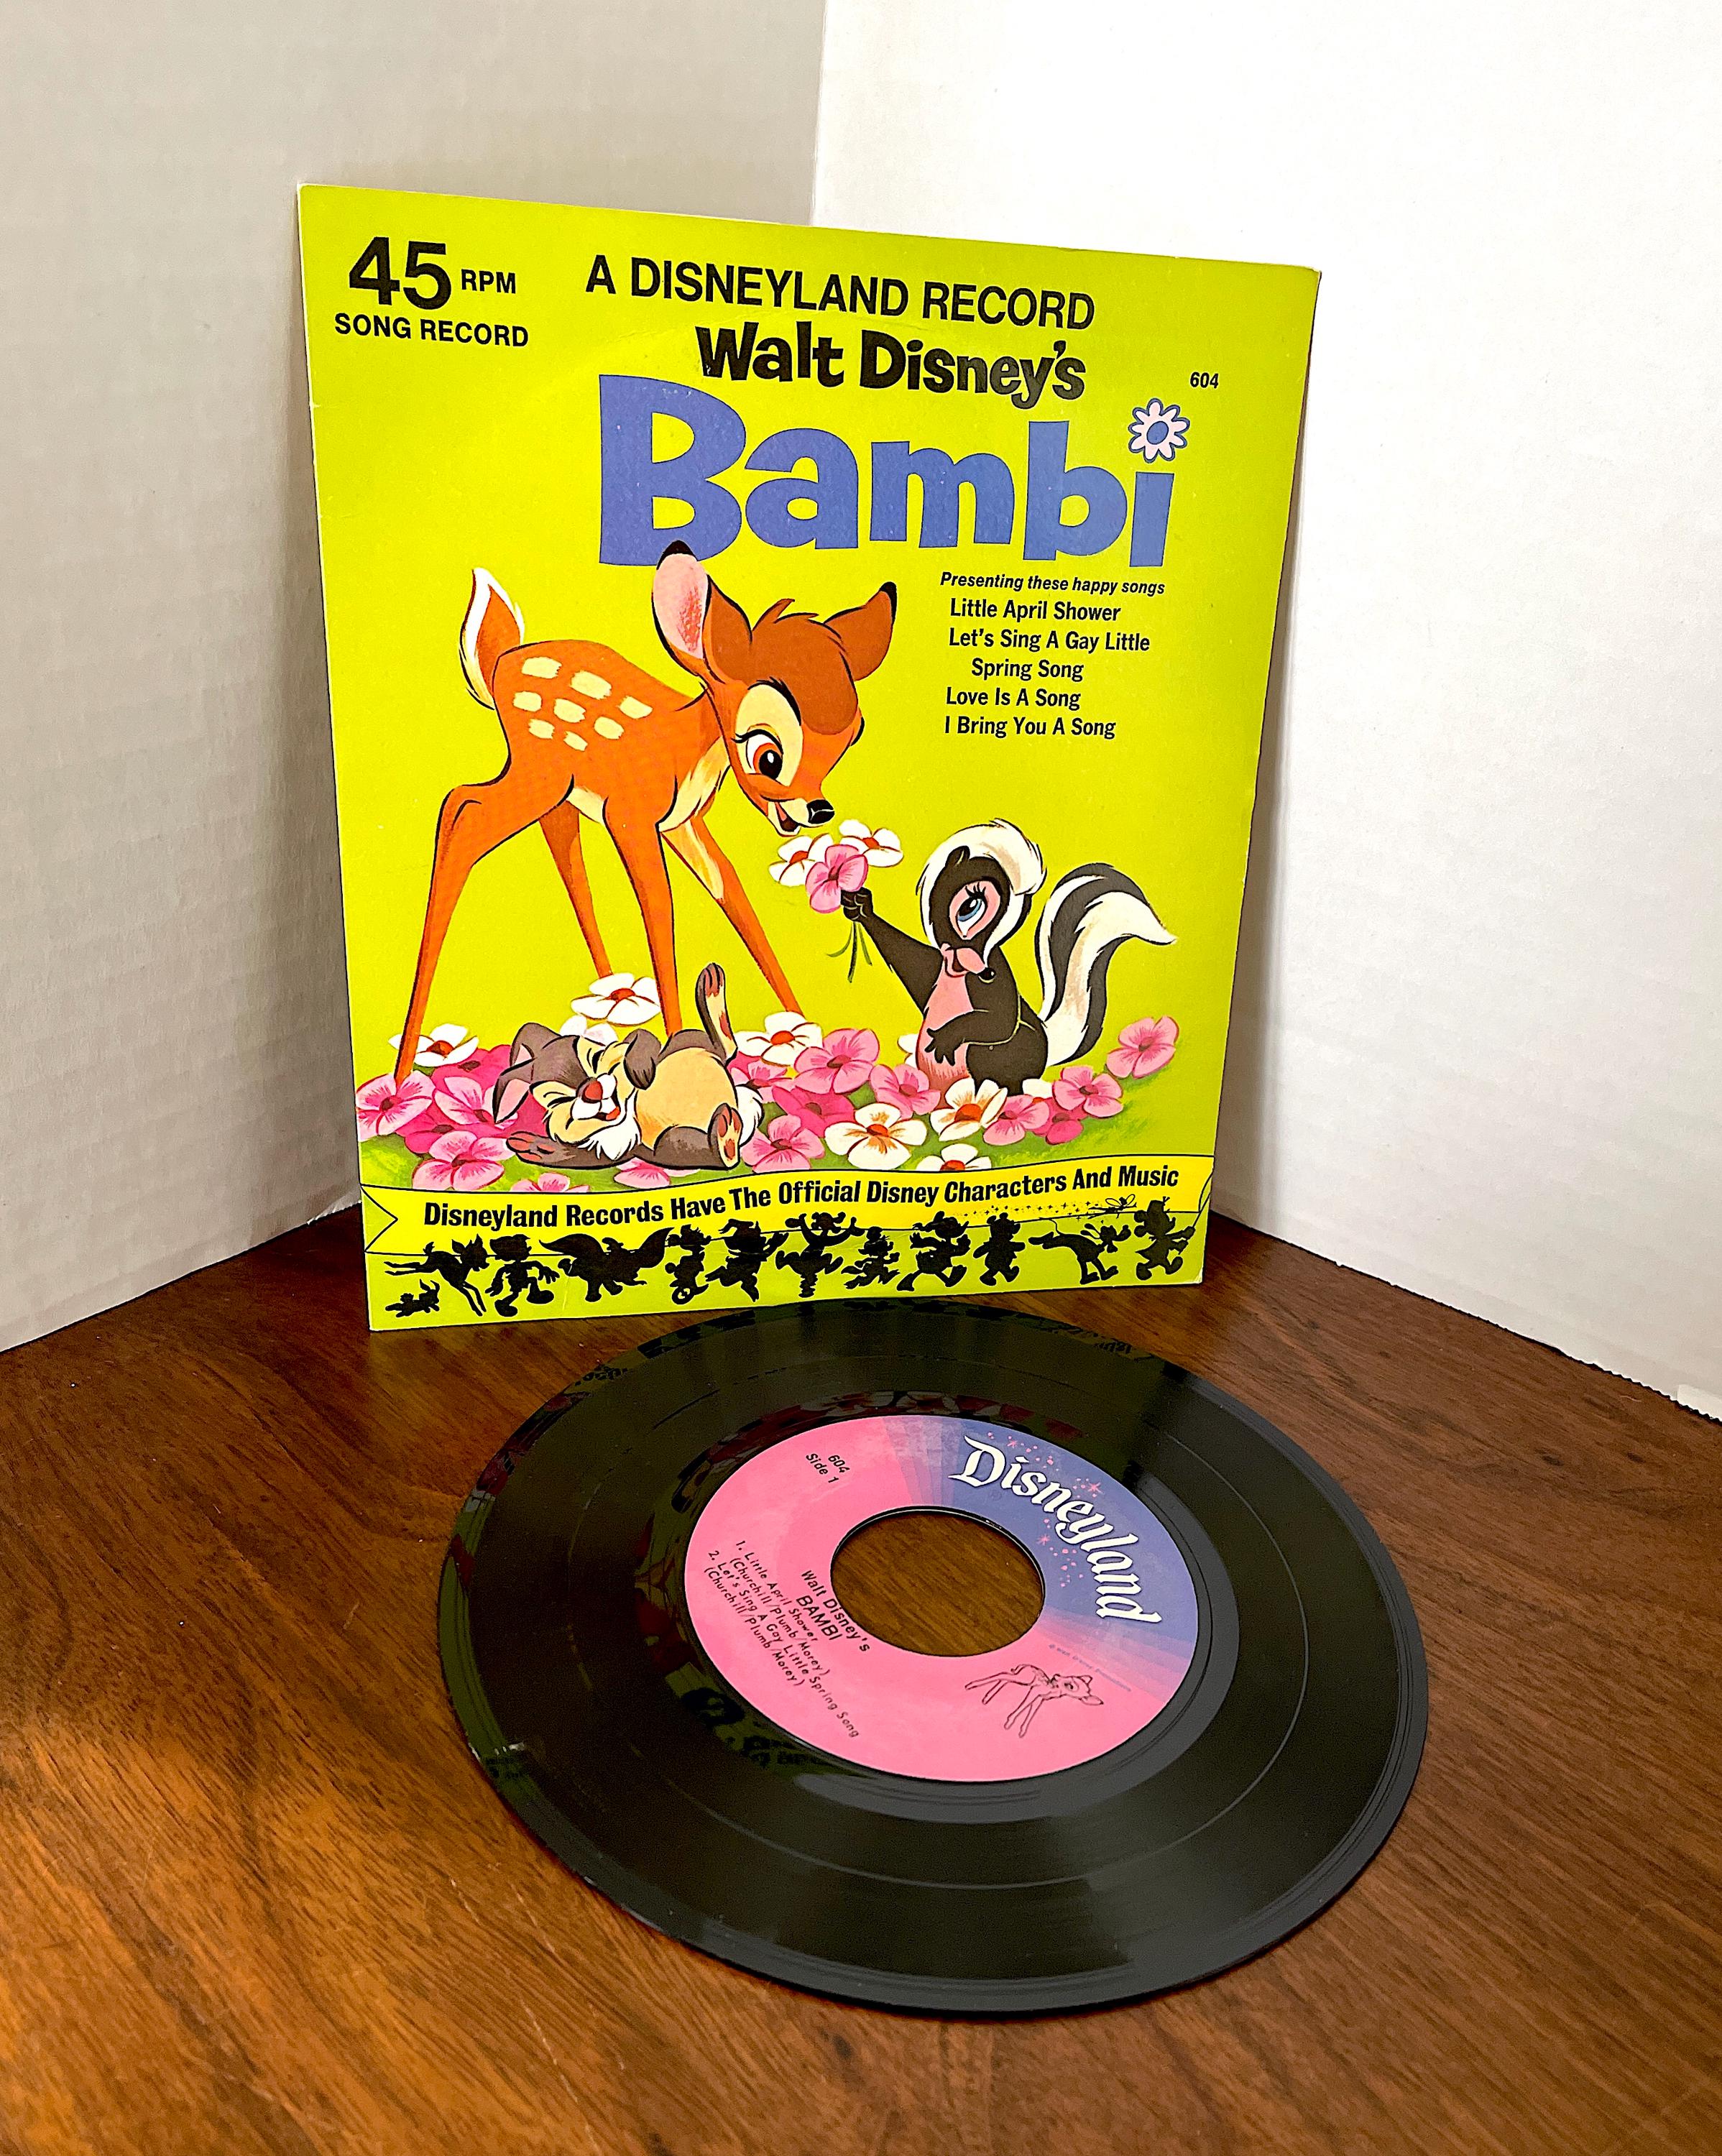 45 RPM
SONG RECORD
A DISNEYLAND RECORD
Walt Disney's
604
Bambi
Presenting these happy songs
Little April Shower
Let's Sing A Gay Little
Spring Song
Love Is A Song
I Bring You A Song
Disneyland Records Have The Official Disney Characters And Music
Disneyland
604
Side 1
Walt Disney's
BAMBI
1. Little April Shower
(Churchill/Plumb/Morey)
2. Let's Sing A Gay Little Spring Song
(Churchill/Plumb/Morey)